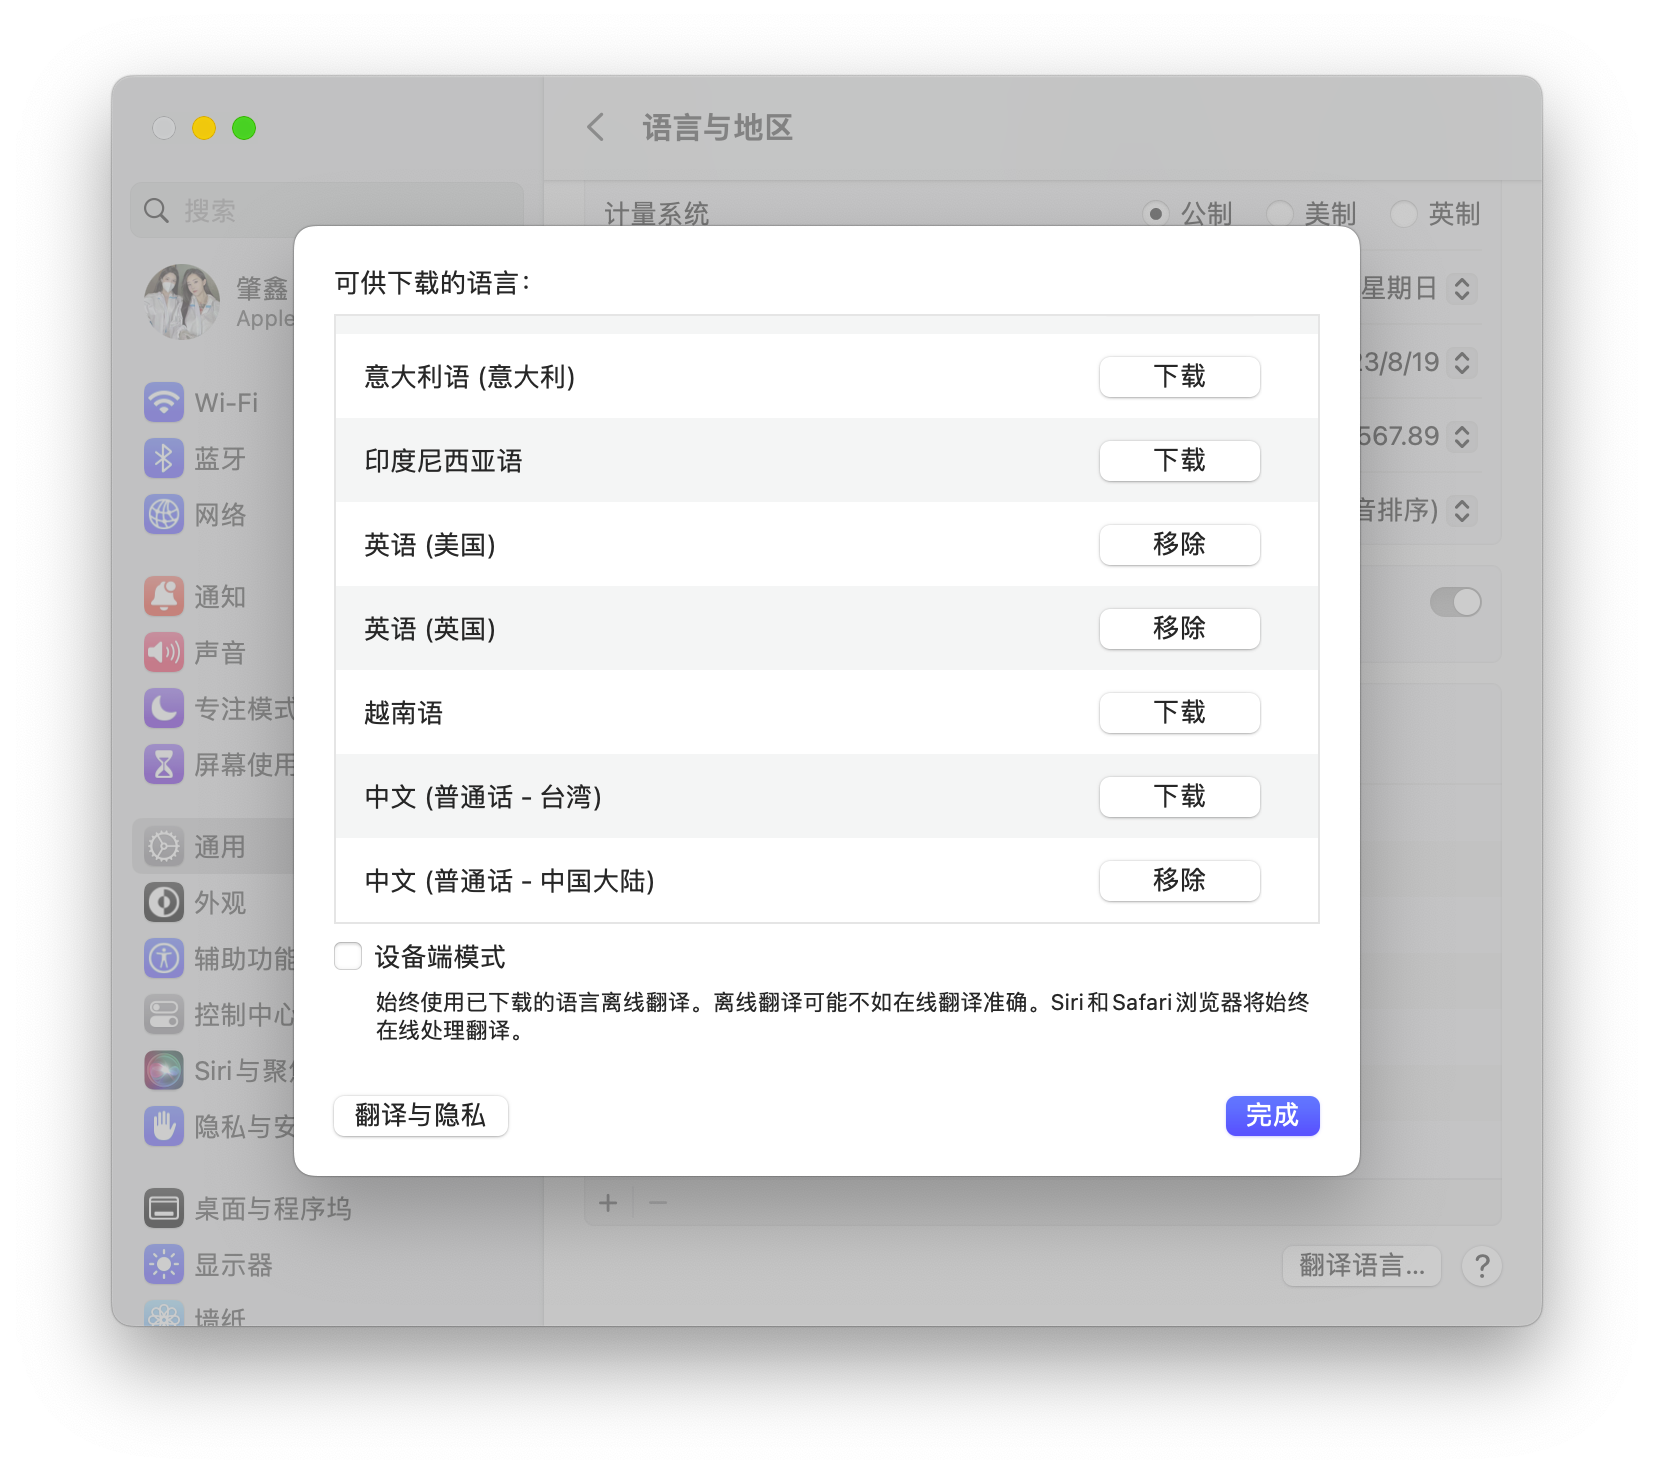 语言与地区
搜索
肇鑫
Apple
Wi-Fi
蓝牙
网络
通知
声音
专注模式
屏幕使用
通用
外观
辅助功能
控制中心
Siri与聚
隐私与安
桌面与程序坞
显示器
墙纸
计量系统
公制
美制
英制
星期日
3/8/19
567.89
音排序)
可供下载的语言：
意大利语 (意大利)
下载
印度尼西亚语
下载
英语 (美国)
移除
英语 (英国)
移除
越南语
下载
中文 (普通话 - 台湾)
下载
中文 (普通话 - 中国大陆)
移除
设备端模式
始终使用已下载的语言离线翻译。离线翻译可能不如在线翻译准确。Siri和Safari浏览器将始终
在线处理翻译。
翻译与隐私
完成
+ −
翻译语言...
?